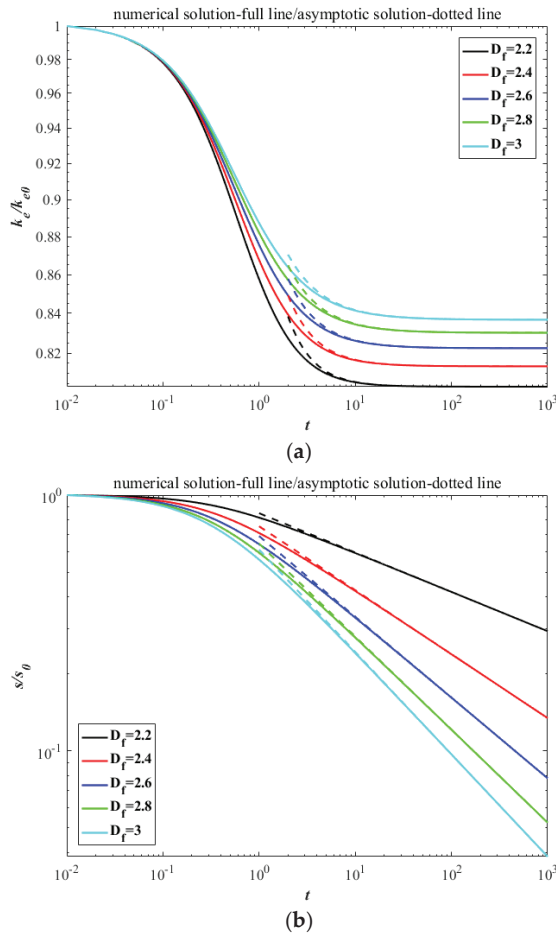 numerical solution-full line/asymptotic solution-dotted line
1
0.98
0.96
0.94
0.92
0.9
0.88
0.86
0.84
0.82
k_e/k_{e0}
D_f=2.2
D_f=2.4
D_f=2.6
D_f=2.8
D_f=3
10^{-2} 10^{-1} 10^0 10^1 10^2 10^3
t
(a)
numerical solution-full line/asymptotic solution-dotted line
10^0
10^{-1}
s/s_0
D_f=2.2
D_f=2.4
D_f=2.6
D_f=2.8
D_f=3
10^{-2} 10^{-1} 10^0 10^1 10^2 10^3
t
(b)